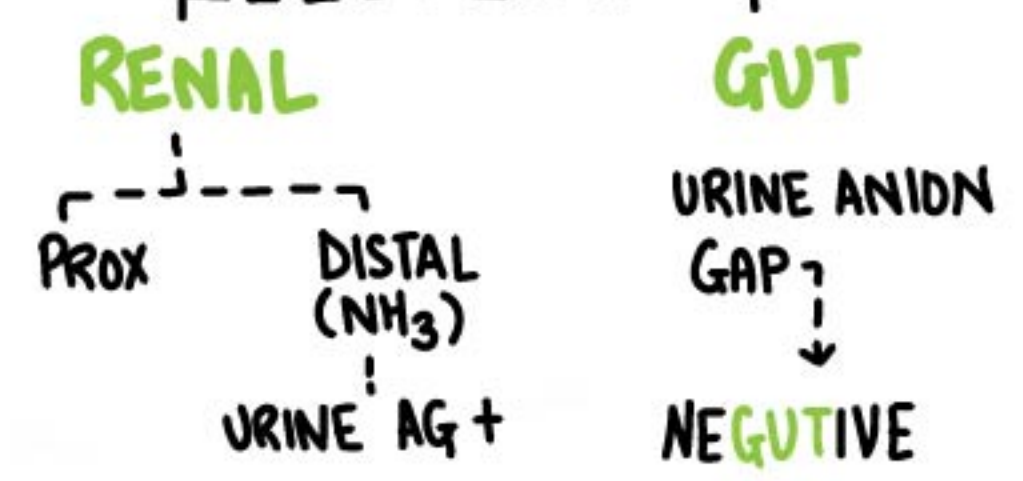 RENAL
GUT
PROX
DISTAL
(NH3)
URINE AG +
URINE ANION
GAP
NEGUTIVE